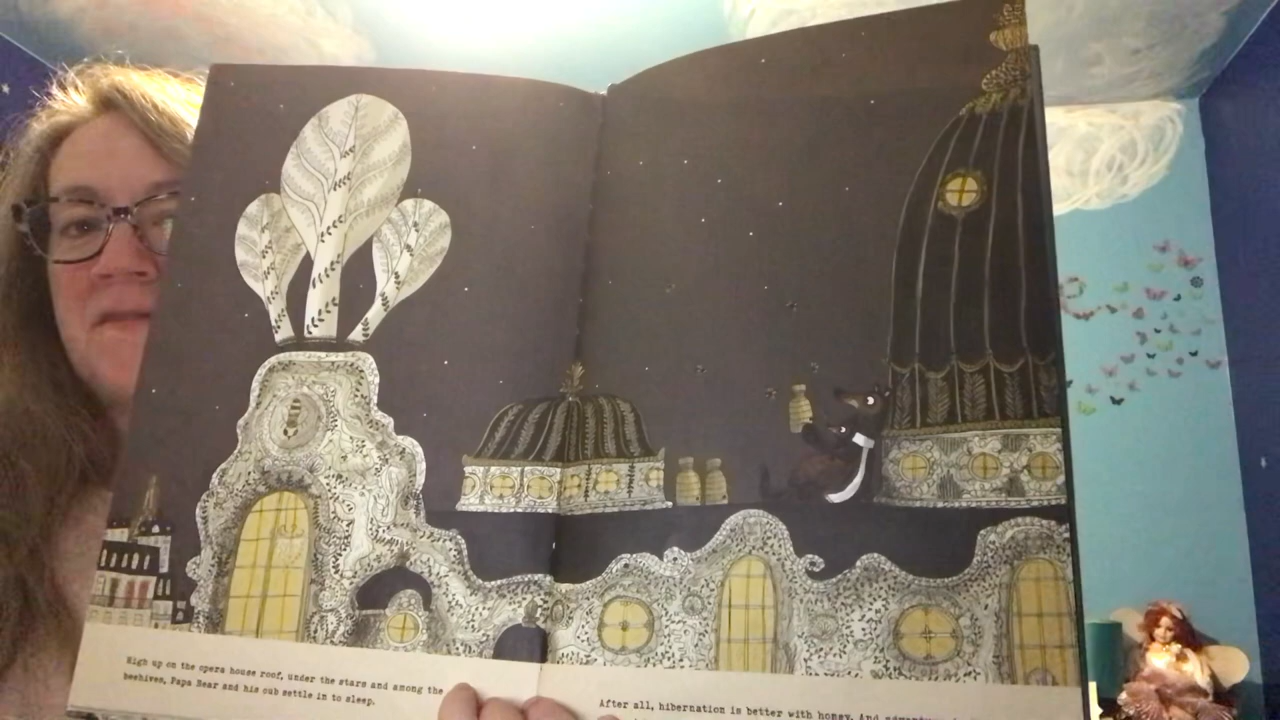 High up on the opera house roof, under the stars and among the
beehives, Papa Bear and his cub settle in to sleep.
After all, hibernation is better with honey. And